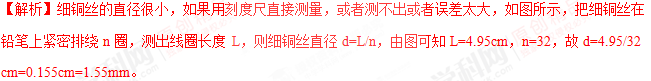 【解析】细铜丝的直径很小，如果用刻度尺直接测量，或者测不出或者误差太大，如图所示，把细铜丝在
铅笔上紧密排绕 n 圈，测出线圈长度 L，则细铜丝直径 d=L/n，由图可知 L=4.95cm，n=32，故 d=4.95/32
cm=0.155cm=1.55mm。